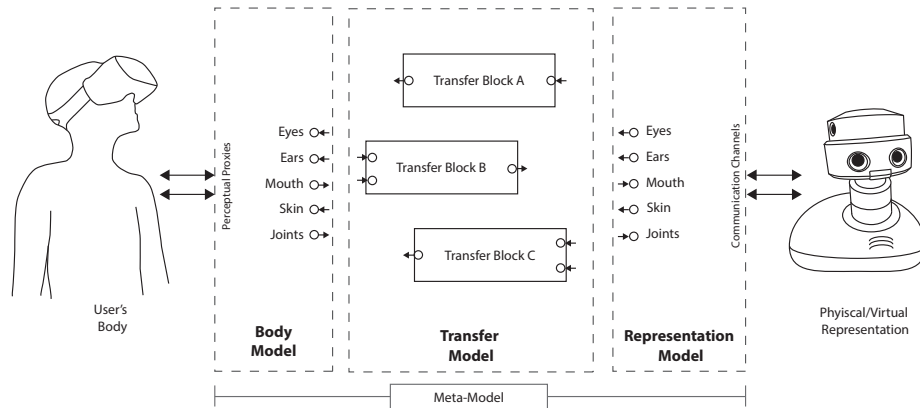 User's
Body
Perceptual Proxies
Eyes
Ears
Mouth
Skin
Joints
Body
Model
Transfer Block A
Transfer Block B
Transfer Block C
Transfer
Model
Eyes
Ears
Mouth
Skin
Joints
Representation
Model
Communication Channels
Phyiscal/Virtual
Representation
Meta-Model